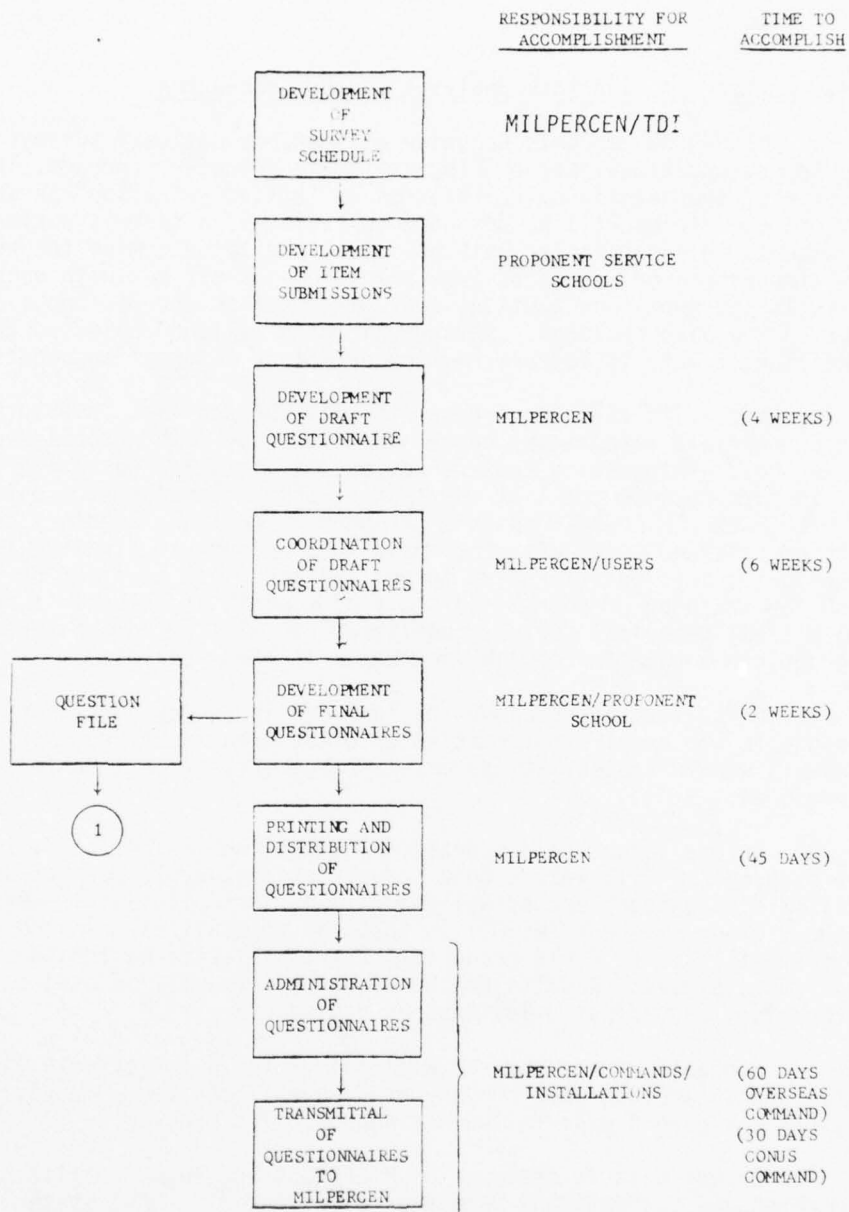 RESPONSIBILITY FOR
ACCOMPLISHMENT
TIME TO
ACCOMPLISH
DEVELOPMENT
OF
SURVEY
SCHEDULE
MILPERCEN/TDI
DEVELOPMENT
OF ITEM
SUBMISSIONS
PROPONENT SERVICE
SCHOOLS
DEVELOPMENT
OF DRAFT
QUESTIONNAIRE
MILPERCEN
(4 WEEKS)
COORDINATION
OF DRAFT
QUESTIONNAIRES
MILPERCEN/USERS
(6 WEEKS)
QUESTION
FILE
DEVELOPMENT
OF FINAL
QUESTIONNAIRES
MILPERCEN/PROPONENT
SCHOOL
(2 WEEKS)
1
PRINTING AND
DISTRIBUTION
OF
QUESTIONNAIRES
MILPERCEN
(45 DAYS)
ADMINISTRATION
OF
QUESTIONNAIRES
MILPERCEN/COMMANDS/
INSTALLATIONS
(60 DAYS
OVERSEAS
COMMAND)
(30 DAYS
CONUS
COMMAND)
TRANSMITTAL
OF
QUESTIONNAIRES
TO
MILPERCEN